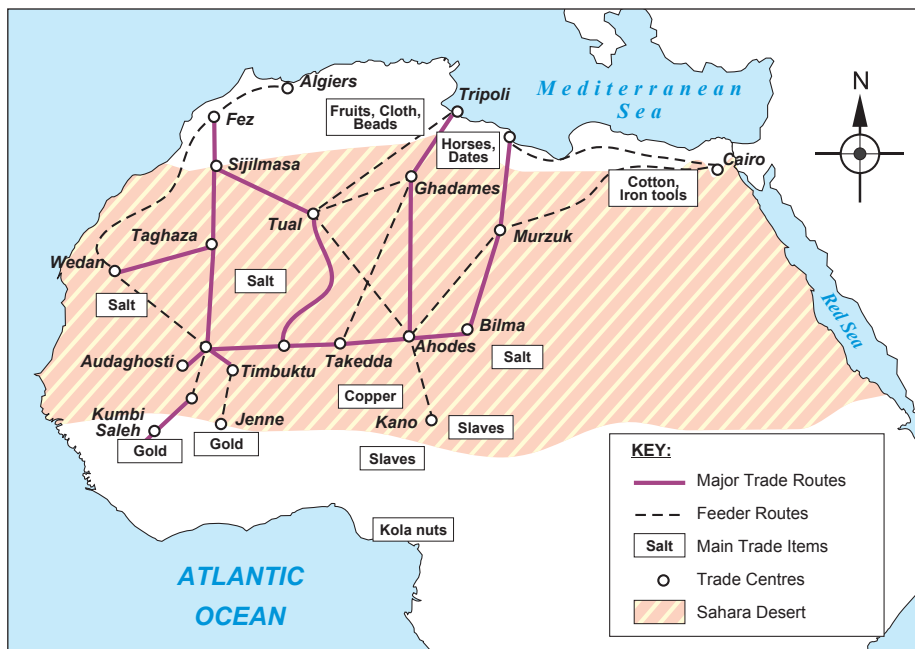 Algiers
Tripoli
Mediterranean
Sea
N
Fez
Fruits, Cloth,
Beads
Horses,
Dates
Sijilmasa
Cairo
Ghadames
Cotton,
Iron tools
Tual
Taghaza
Murzuk
Wedan
Salt
Salt
Red Sea
Bilma
Ahodes
Audaghosti
Takedda
Salt
Timbuktu
Copper
Kumbi
Saleh
Jenne
Kano
Slaves
Gold
Gold
Slaves
Kola nuts
ATLANTIC
OCEAN
KEY:
Major Trade Routes
Feeder Routes
Salt Main Trade Items
Trade Centres
Sahara Desert